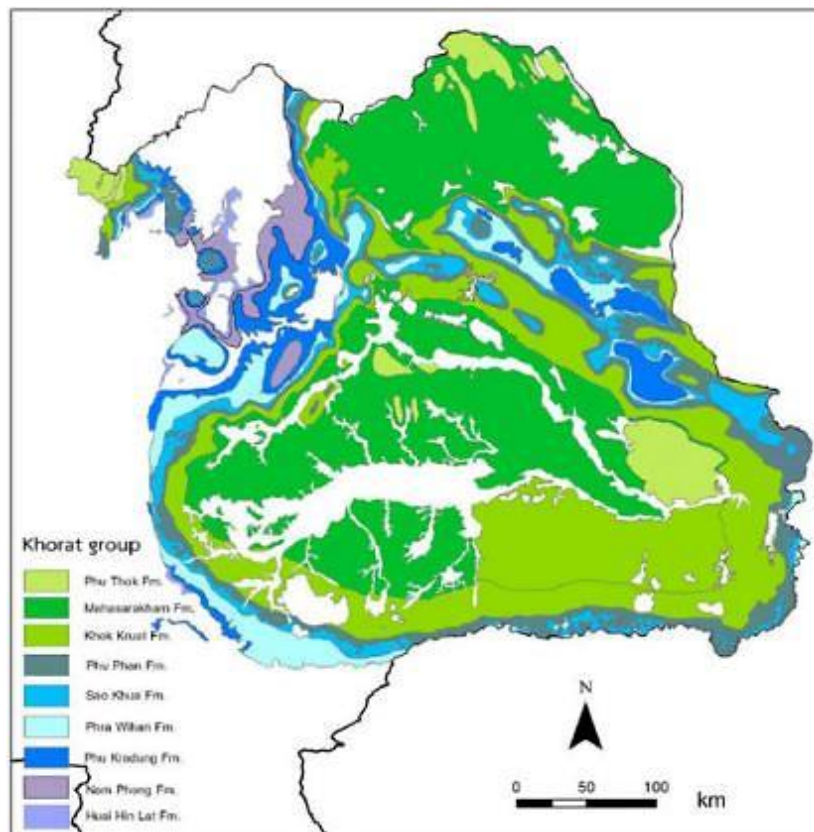 Khorat group
Phu Thok Fm.
Mahasarakham Fm.
Khok Kruat Fm.
Phu Phan Fm.
Sao Khua Fm.
Phra Wihan Fm.
Phu Kradung Fm.
Nam Phong Fm.
Huai Hin Lat Fm.
N
0 50 100
km